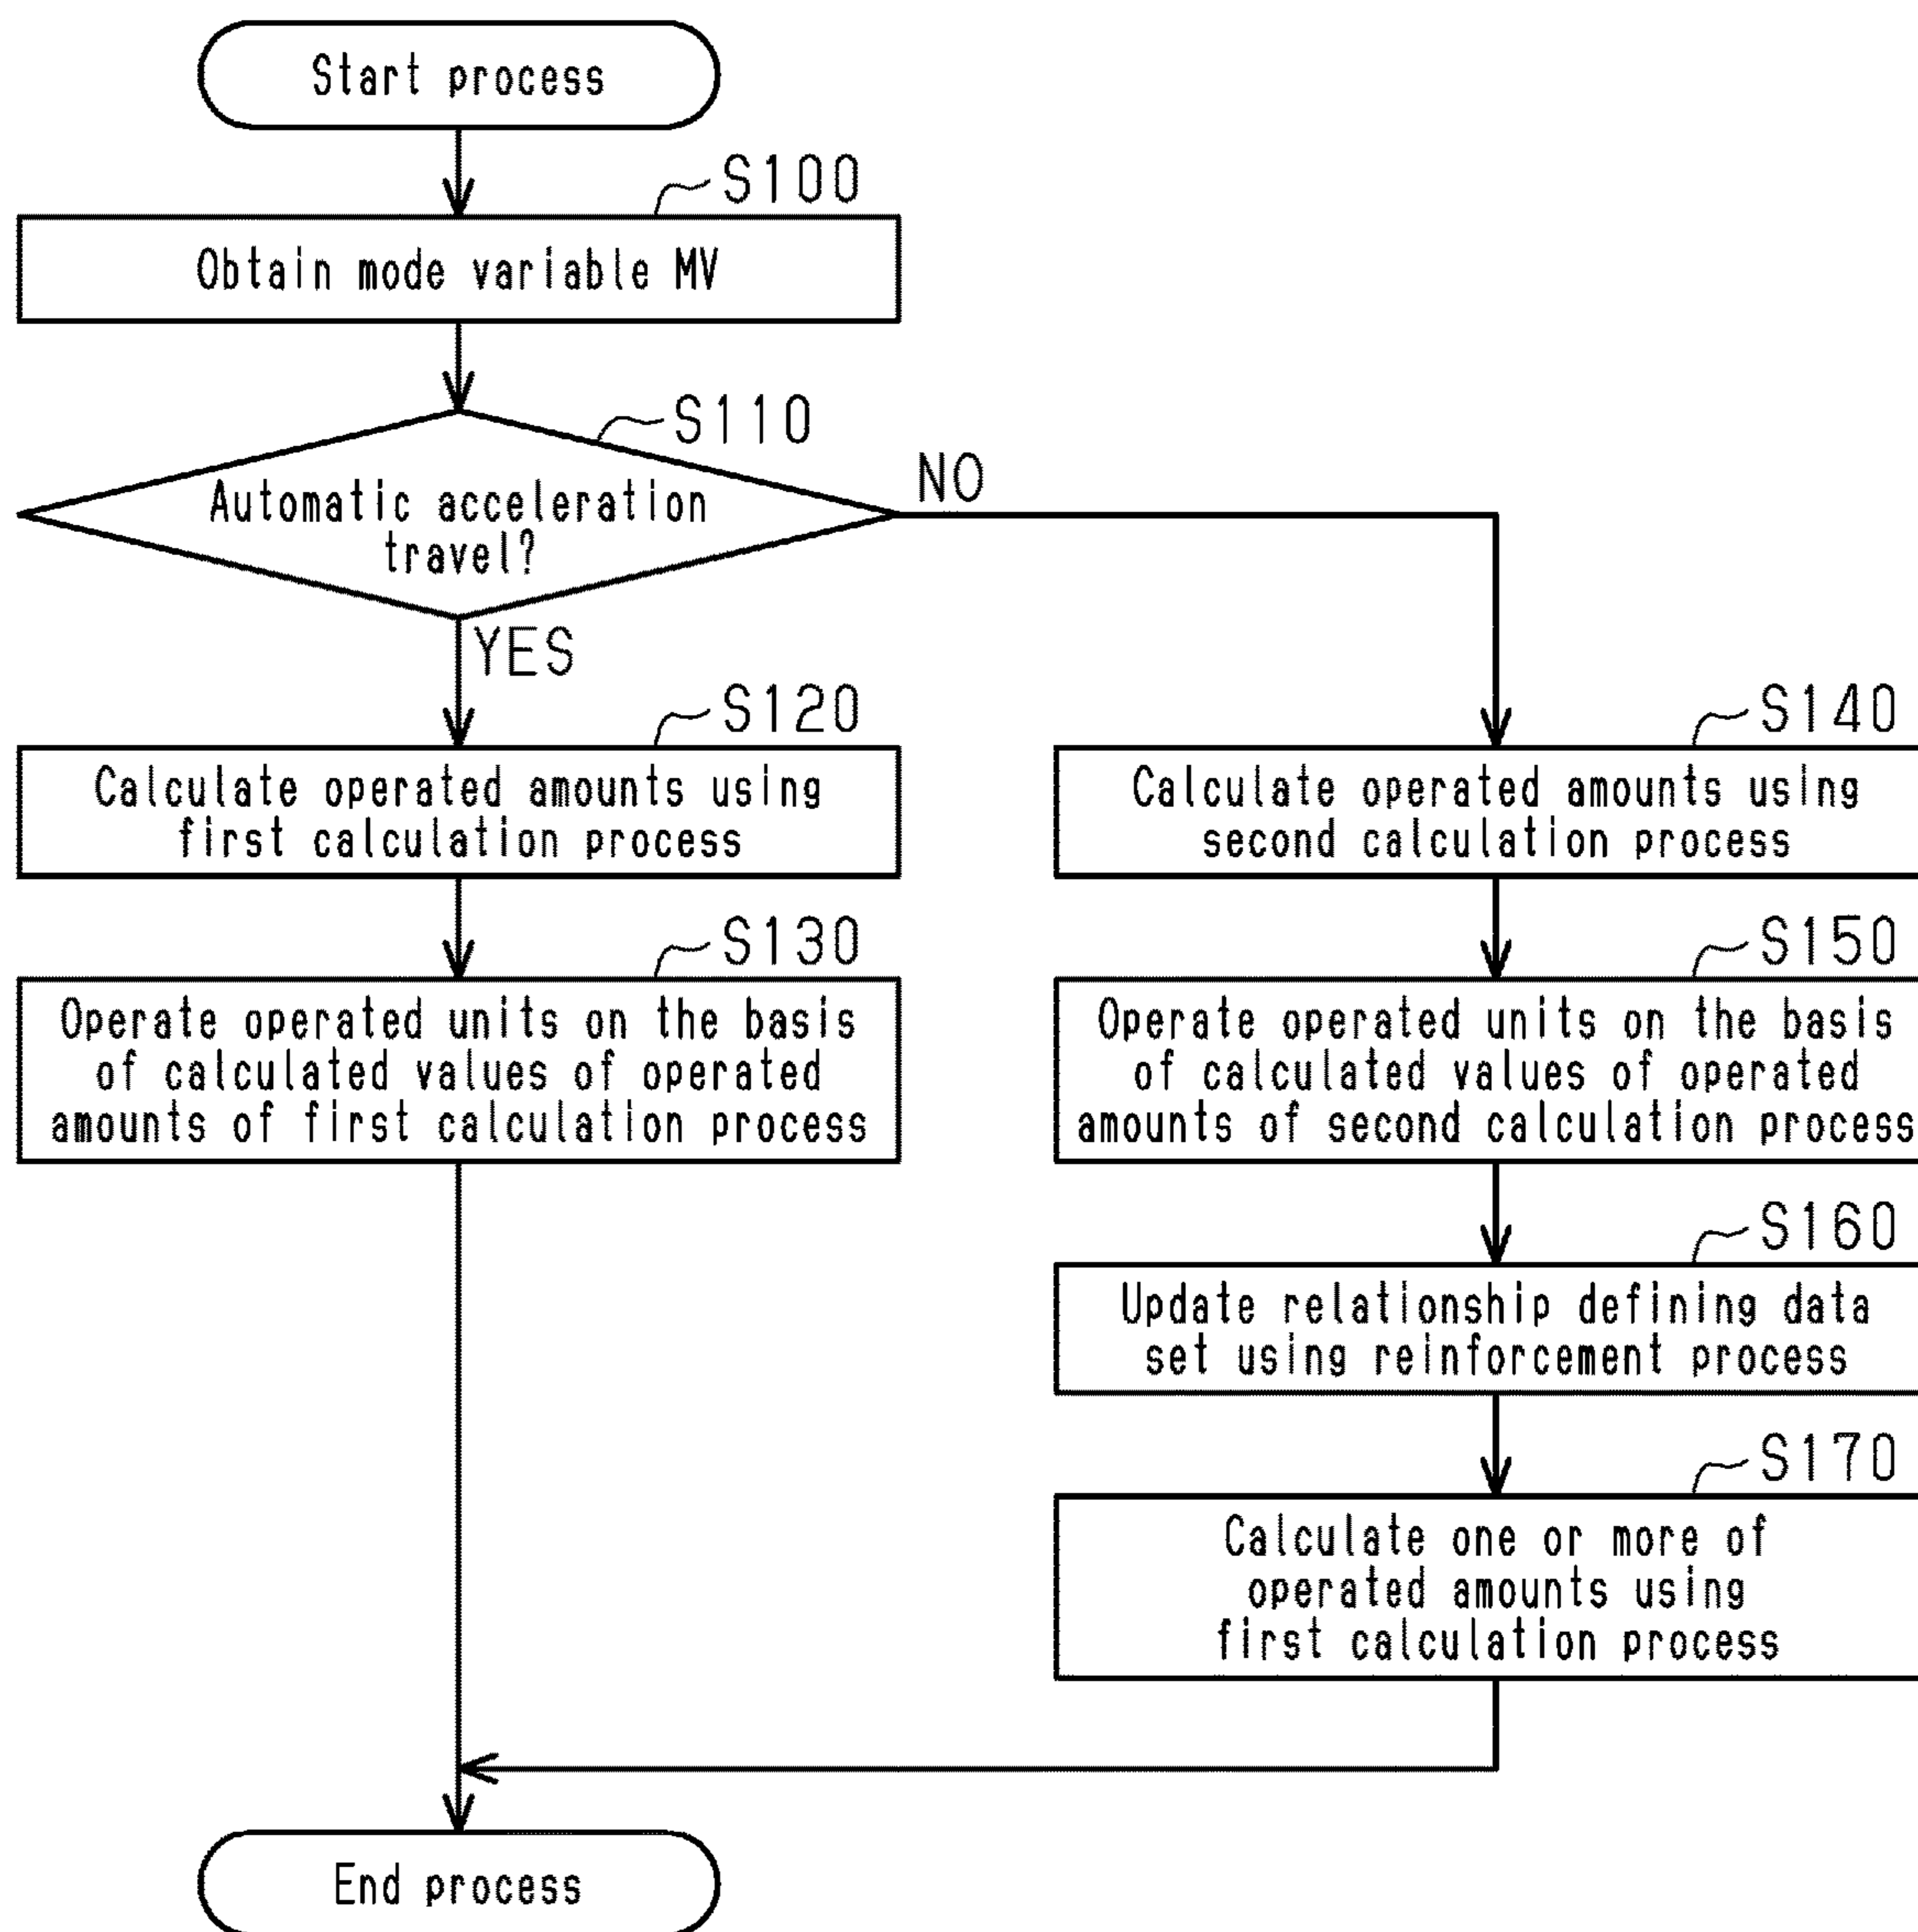 Start process
S100
Obtain mode variable MV
S110
Automatic acceleration
travel?
NO
YES
S120
Calculate operated amounts using
first calculation process
S130
Operate operated units on the basis
of calculated values of operated
amounts of first calculation process
S140
Calculate operated amounts using
second calculation process
S150
Operate operated units on the basis
of calculated values of operated
amounts of second calculation process
S160
Update relationship defining data
set using reinforcement process
S170
Calculate one or more of
operated amounts using
first calculation process
End process